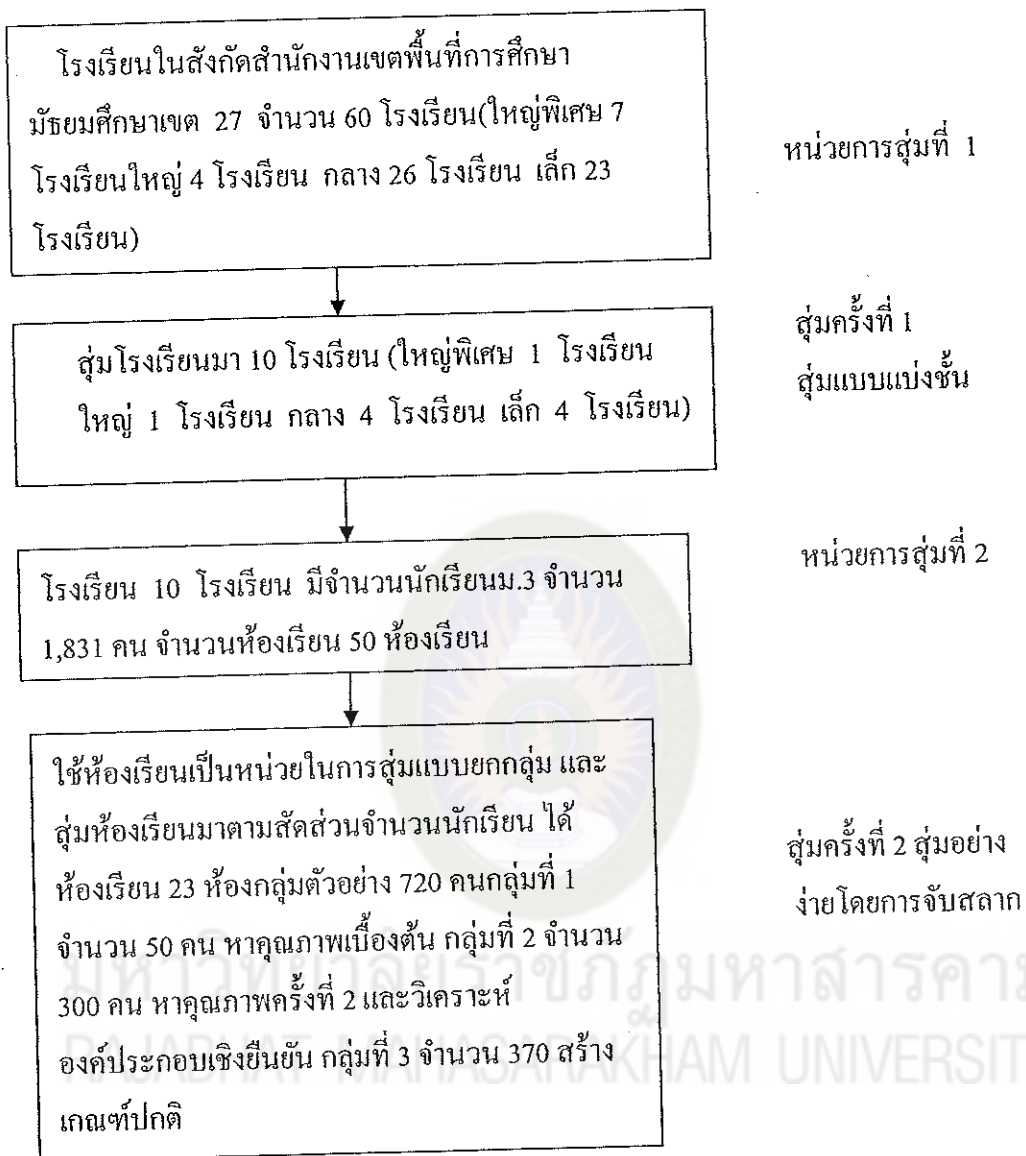 โรงเรียนในสังกัดสำนักงานเขตพื้นที่การศึกษา
มัธยมศึกษาเขต 27 จำนวน 60 โรงเรียน(ใหญ่พิเศษ 7
โรงเรียนใหญ่ 4 โรงเรียน กลาง 26 โรงเรียน เล็ก 23
โรงเรียน)
หน่วยการสุ่มที่ 1
สุ่มโรงเรียนมา 10 โรงเรียน (ใหญ่พิเศษ 1 โรงเรียน
ใหญ่ 1 โรงเรียน กลาง 4 โรงเรียน เล็ก 4 โรงเรียน)
สุ่มครั้งที่ 1
สุ่มแบบแบ่งชั้น
โรงเรียน 10 โรงเรียน มีจำนวนนักเรียนม.3 จำนวน
1,831 คน จำนวนห้องเรียน 50 ห้องเรียน
หน่วยการสุ่มที่ 2
ใช้ห้องเรียนเป็นหน่วยในการสุ่มแบบยกกลุ่ม และ
สุ่มห้องเรียนมาตามสัดส่วนจำนวนนักเรียน ได้
ห้องเรียน 23 ห้องกลุ่มตัวอย่าง 720 คนกลุ่มที่ 1
จำนวน 50 คน หาคุณภาพเบื้องต้น กลุ่มที่ 2 จำนวน
300 คน หาคุณภาพครั้งที่ 2 และวิเคราะห์
องค์ประกอบเชิงยืนยัน กลุ่มที่ 3 จำนวน 370 สร้าง
เกณฑ์ปกติ
สุ่มครั้งที่ 2 สุ่มอย่าง
ง่ายโดยการจับสลาก
มหาวิทยาลัยราชภัฏมหาสารคาม
RAJABHAT MAHASARAKHAM UNIVERSIT